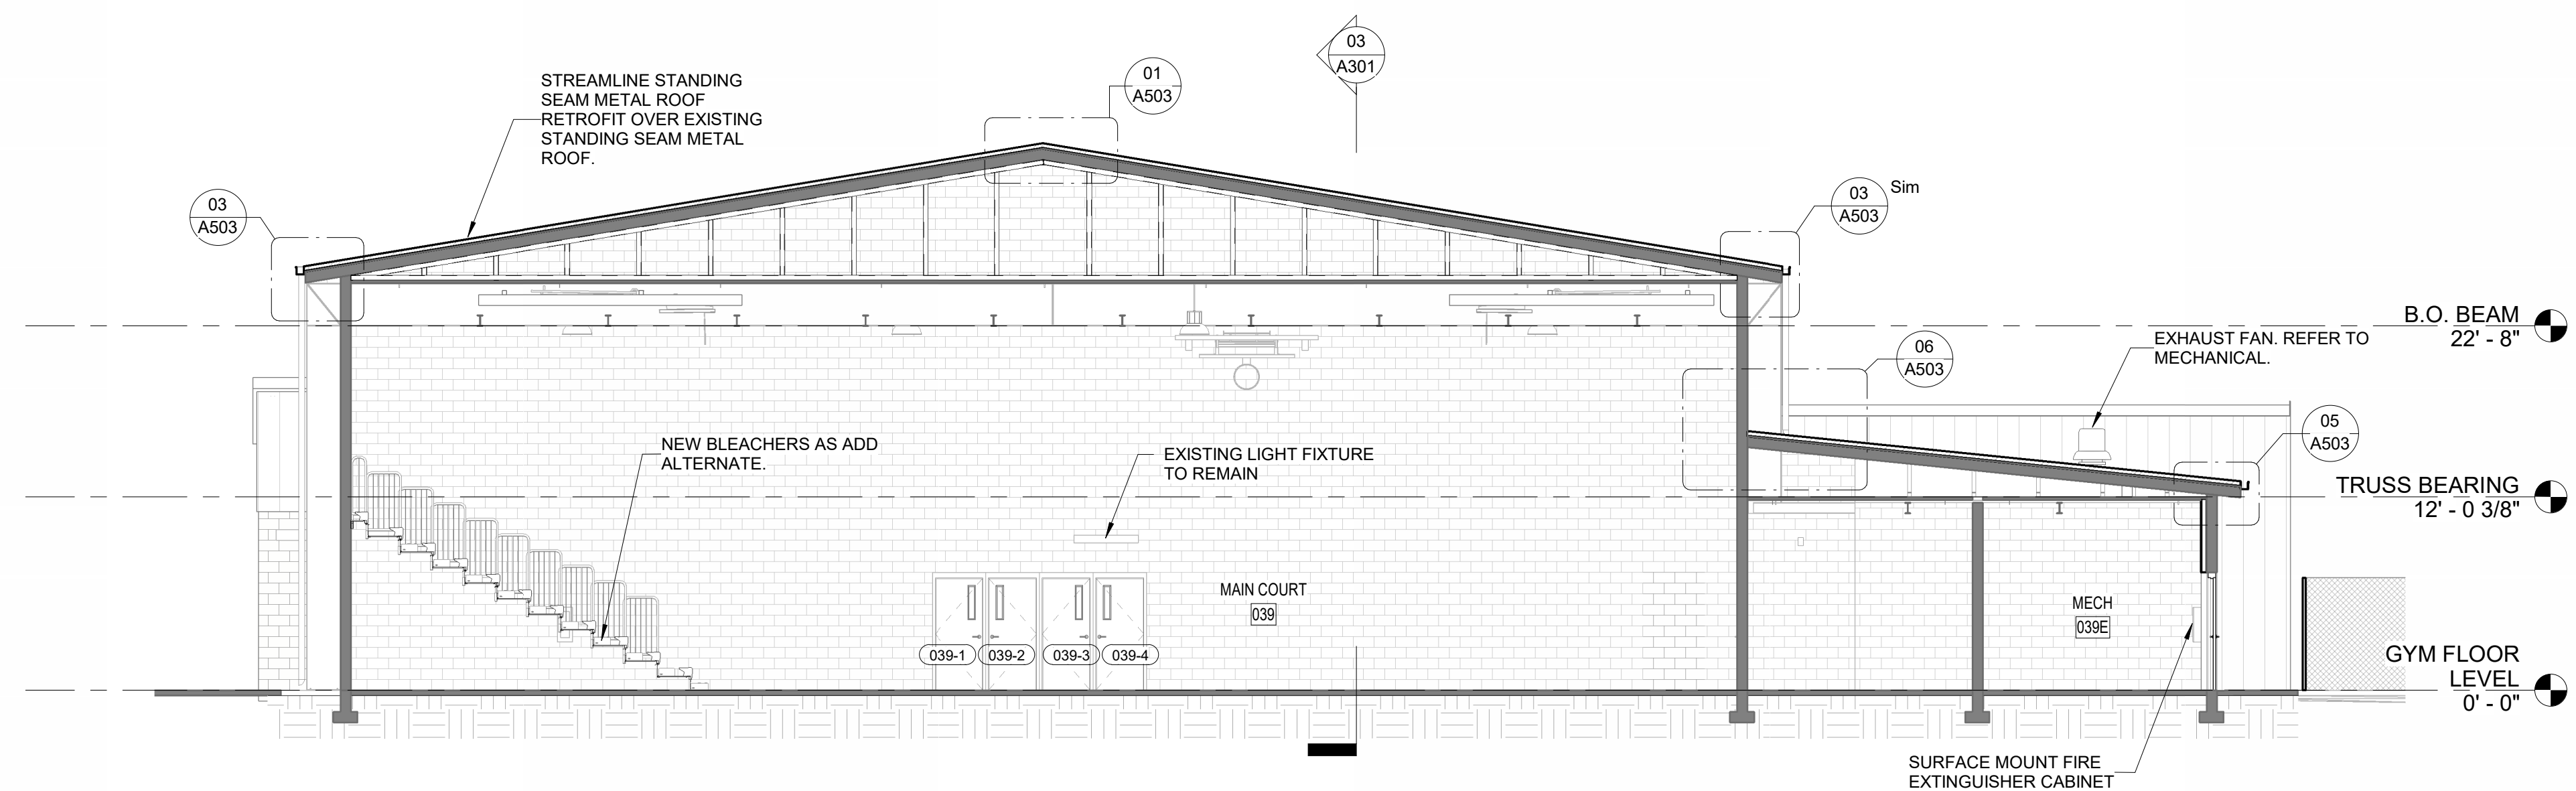 03
A301
01
A503
STREAMLINE STANDING
SEAM METAL ROOF
RETROFIT OVER EXISTING
STANDING SEAM METAL
ROOF.
03
A503
03
A503
Sim
B.O. BEAM
22' - 8"
EXHAUST FAN. REFER TO
MECHANICAL.
06
A503
05
A503
NEW BLEACHERS AS ADD
ALTERNATE.
EXISTING LIGHT FIXTURE
TO REMAIN
TRUSS BEARING
12' - 0 3/8"
MAIN COURT
039
MECH
039E
039-1
039-2
039-3
039-4
GYM FLOOR
LEVEL
0' - 0"
SURFACE MOUNT FIRE
EXTINGUISHER CABINET